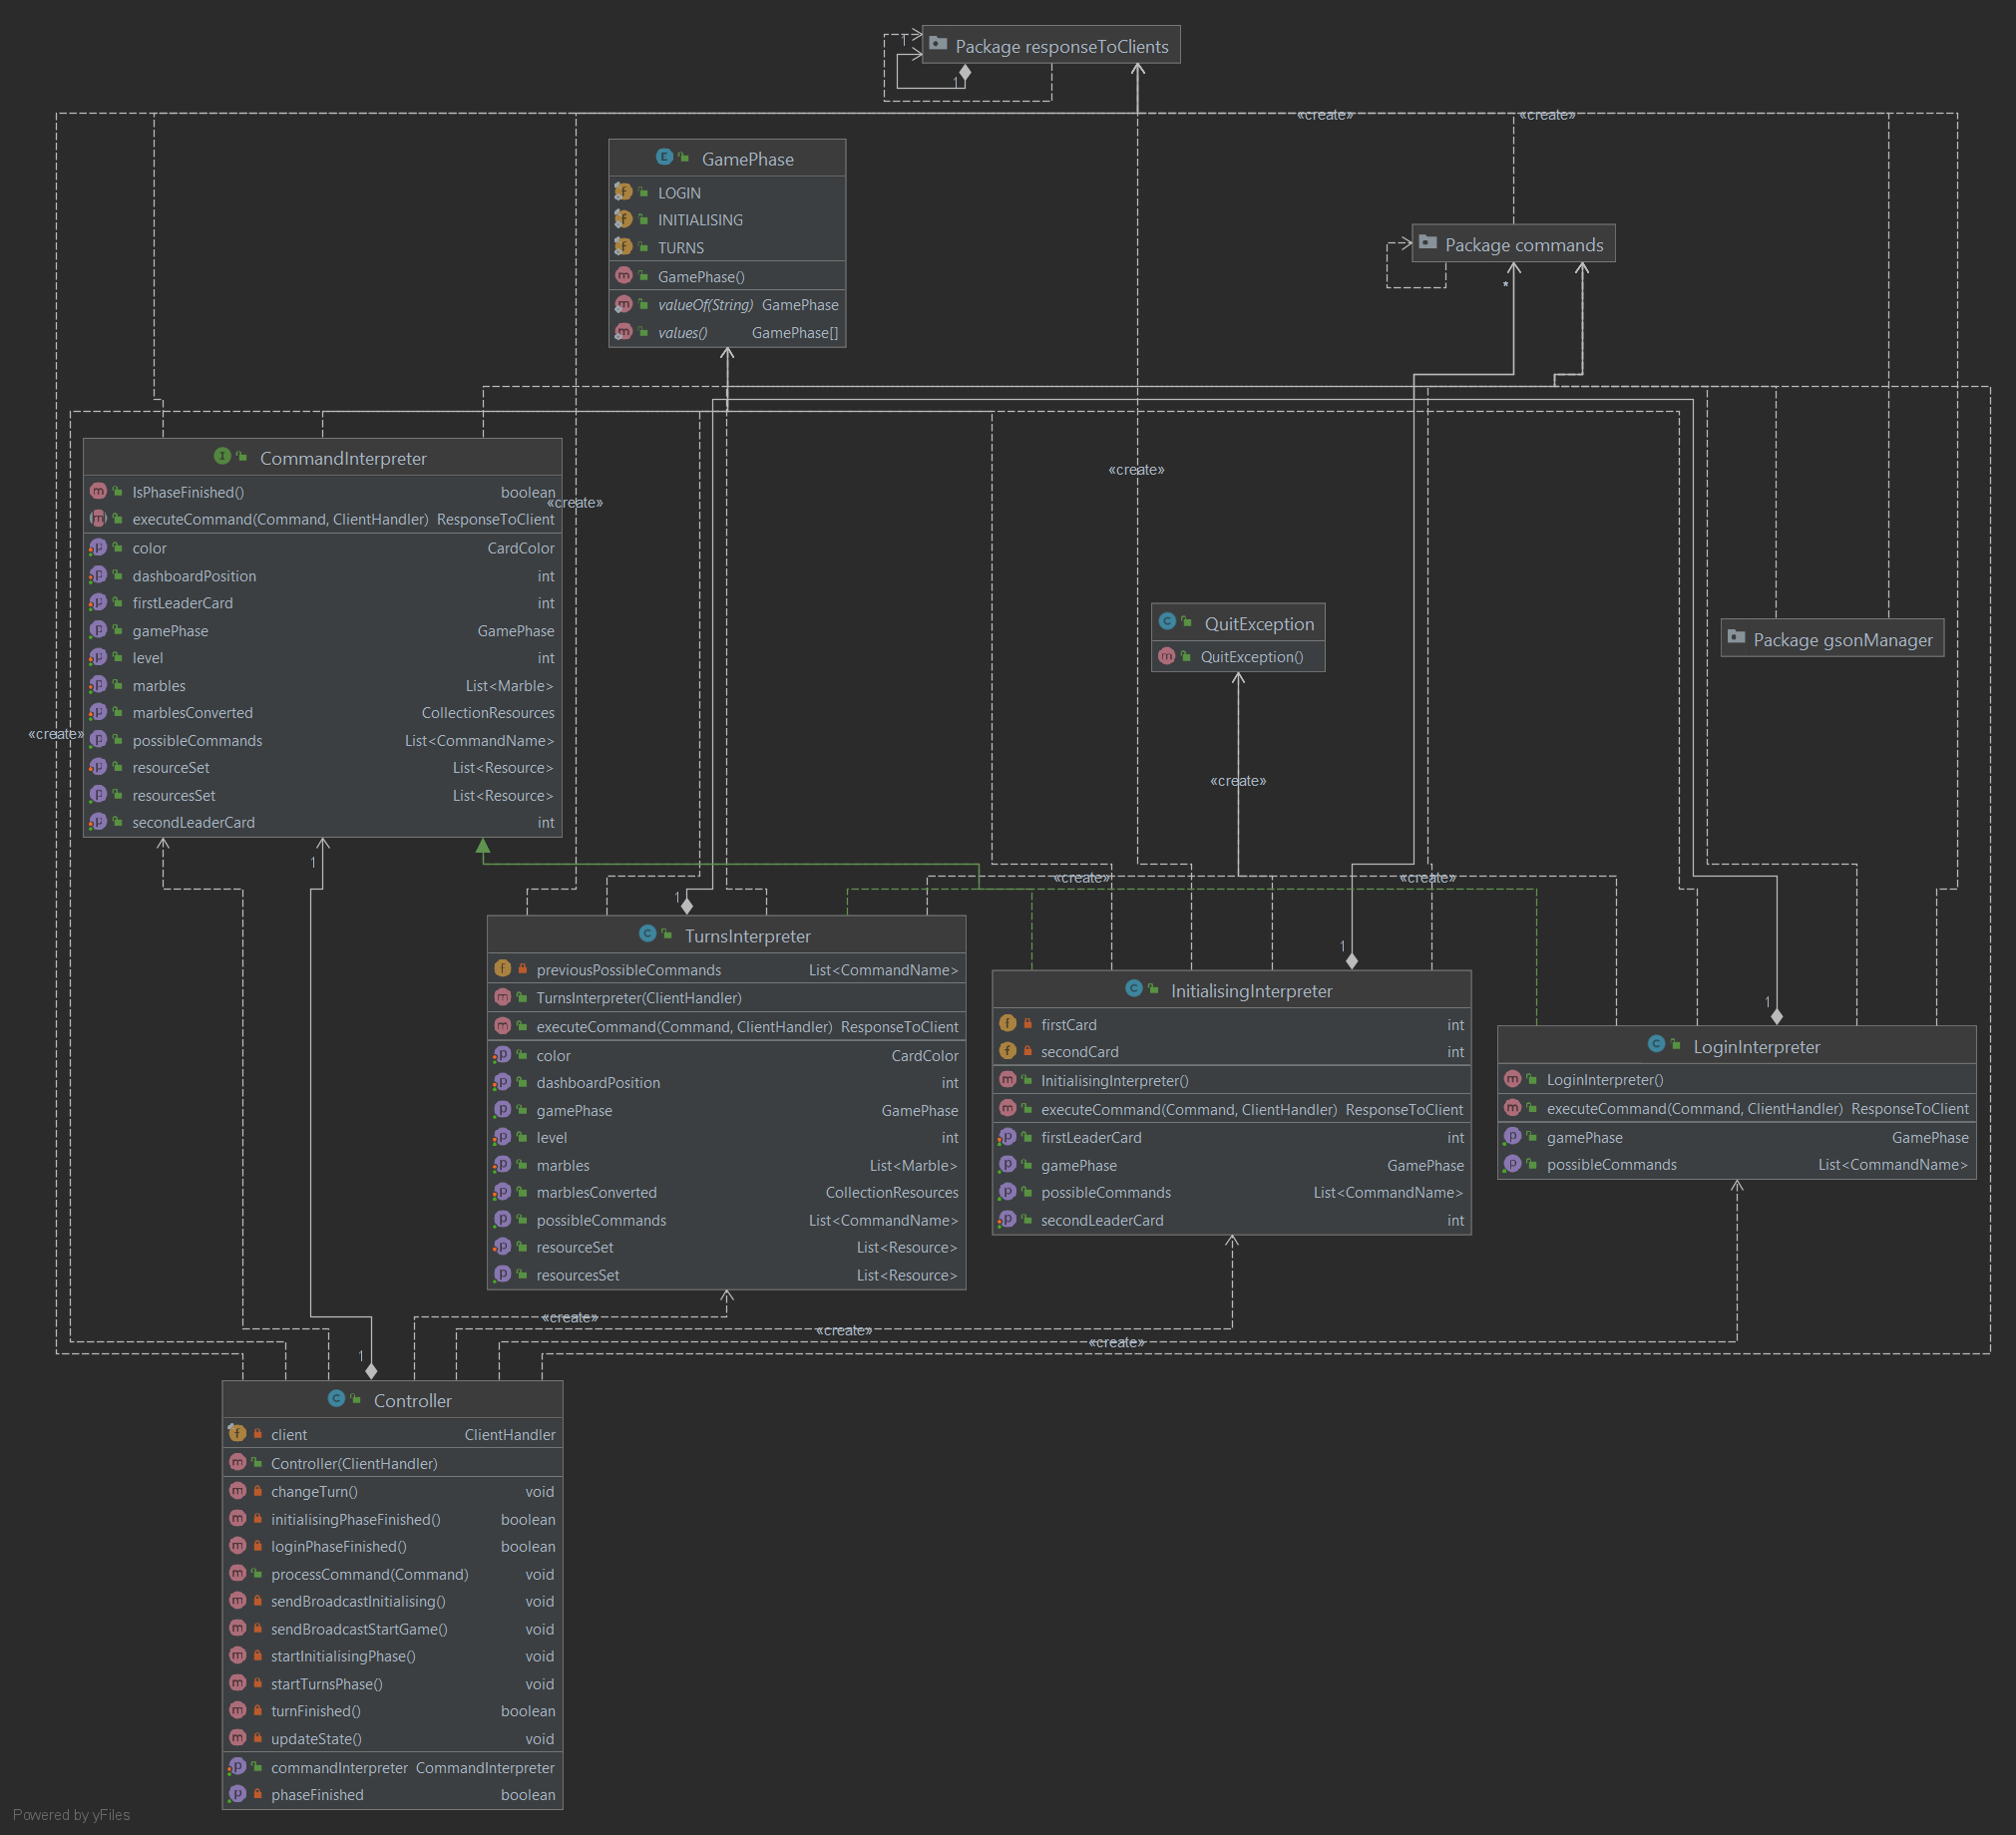 Package responseToClients
1
1
«create»
«create»
GamePhase
LOGIN
INITIALISING
TURNS
GamePhase()
valueOf(String) GamePhase
values() GamePhase[]
Package commands
*
CommandInterpreter
IsPhaseFinished() boolean
executeCommand(Command, ClientHandler) ResponseToClient
color CardColor
dashboardPosition int
firstLeaderCard int
gamePhase GamePhase
level int
marbles List<Marble>
marblesConverted CollectionResources
possibleCommands List<CommandName>
resourceSet List<Resource>
resourcesSet List<Resource>
secondLeaderCard int
«create»
«create»
«create»
QuitException
QuitException()
Package gsonManager
«create»
1
«create»
«create»
1
1
1
TurnsInterpreter
previousPossibleCommands List<CommandName>
TurnsInterpreter(ClientHandler)
executeCommand(Command, ClientHandler) ResponseToClient
color CardColor
dashboardPosition int
gamePhase GamePhase
level int
marbles List<Marble>
marblesConverted CollectionResources
possibleCommands List<CommandName>
resourceSet List<Resource>
resourcesSet List<Resource>
InitialisingInterpreter
firstCard int
secondCard int
InitialisingInterpreter()
executeCommand(Command, ClientHandler) ResponseToClient
firstLeaderCard int
gamePhase GamePhase
possibleCommands List<CommandName>
secondLeaderCard int
LoginInterpreter
LoginInterpreter()
executeCommand(Command, ClientHandler) ResponseToClient
gamePhase GamePhase
possibleCommands List<CommandName>
«create»
«create»
«create»
1
Controller
client ClientHandler
Controller(ClientHandler)
changeTurn() void
initialisingPhaseFinished() boolean
loginPhaseFinished() boolean
processCommand(Command) void
sendBroadcastInitialising() void
sendBroadcastStartGame() void
startInitialisingPhase() void
startTurnsPhase() void
turnFinished() boolean
updateState() void
commandInterpreter CommandInterpreter
phaseFinished boolean
Powered by yFiles